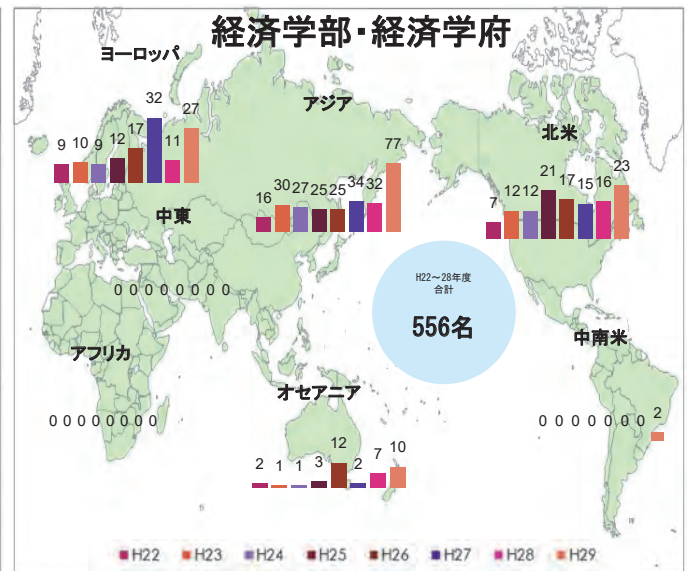 経済学部・経済学府
ヨーロッパ
9 10 9 12 17 32 11 27
アジア
16 30 27 25 25 34 32 77
北米
7 12 12 21 17 15 16 23
中東
0 0 0 0 0 0 0 0
H22～28年度
合計
556名
アフリカ
0 0 0 0 0 0 0 0
中南米
0 0 0 0 0 0 0 2
オセアニア
2 1 1 3 12 2 7 10
H22 H23 H24 H25 H26 H27 H28 H29